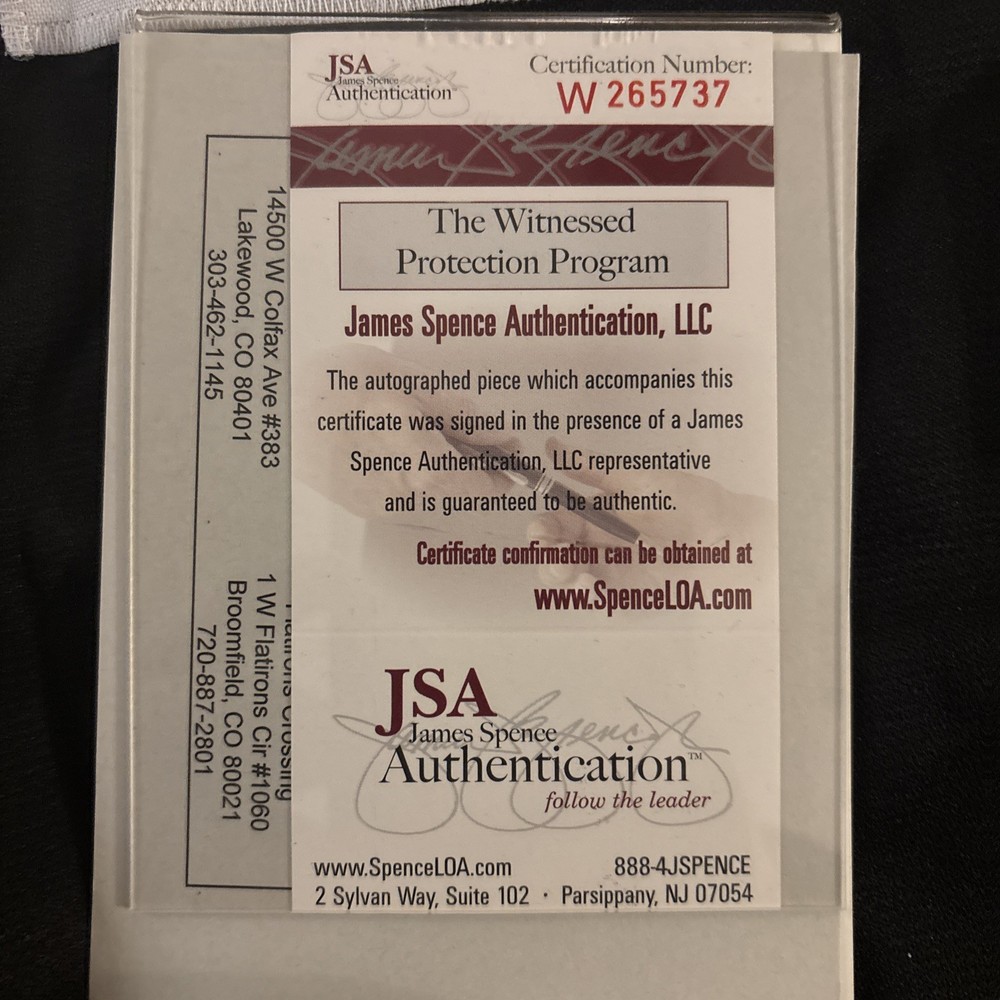 JSA
James Spence
Authentication
Certification Number:
W 265737
The Witnessed
Protection Program
James Spence Authentication, LLC
The autographed piece which accompanies this
certificate was signed in the presence of a James
Spence Authentication, LLC representative
and is guaranteed to be authentic.
Certificate confirmation can be obtained at
www.SpenceLOA.com
JSA
James Spence
Authentication™
follow the leader
www.SpenceLOA.com
888-4JSPENCE
2 Sylvan Way, Suite 102 · Parsippany, NJ 07054
14500 W Colfax Ave #383
Lakewood, CO 80401
303-462-1145
Flatirons Crossing
1 W Flatirons Cir #1060
Broomfield, CO 80021
720-887-2801